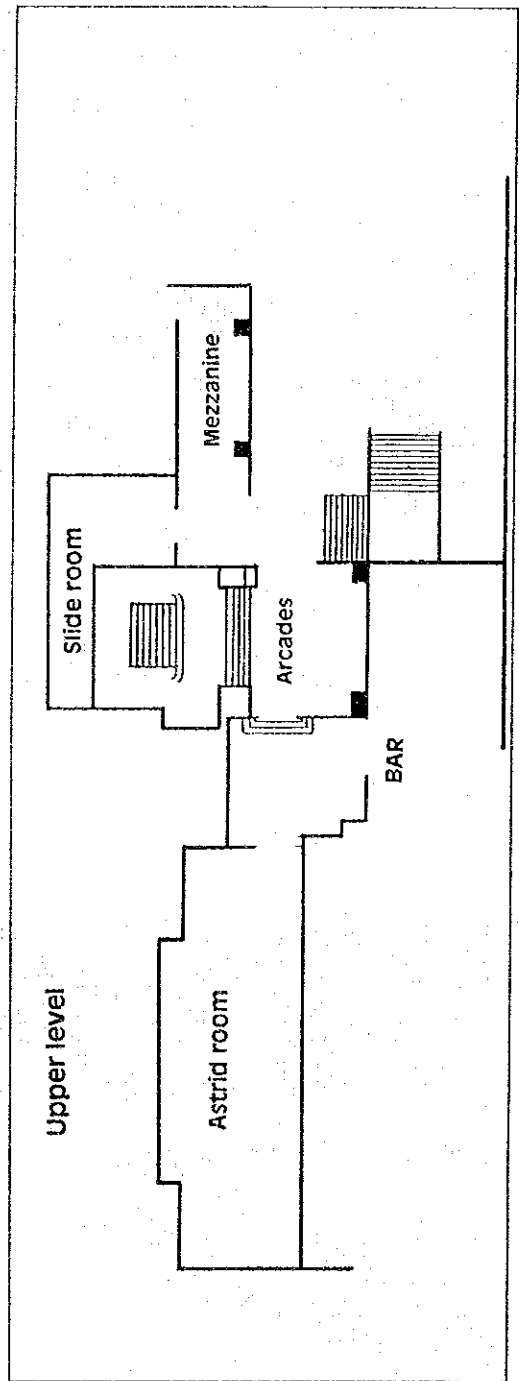 Upper level
Slide room
Mezzanine
Astrid room
Arcades
BAR